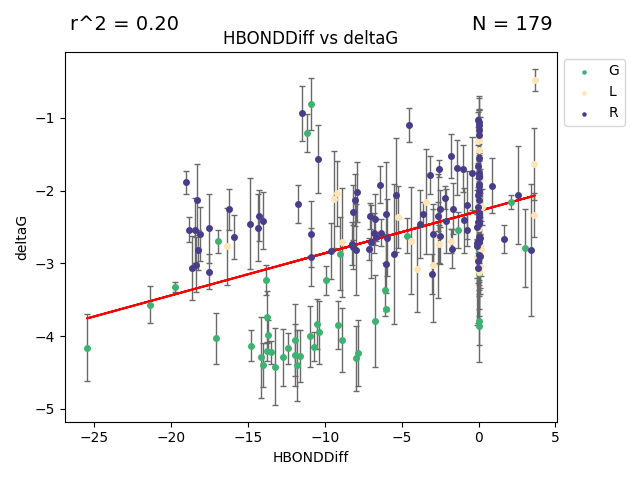 r^2 = 0.20
N = 179
HBONDDiff vs deltaG
G
L
R
deltaG
−1
−2
−3
−4
−5
−25
−20
−15
−10
−5
0
5
HBONDDiff